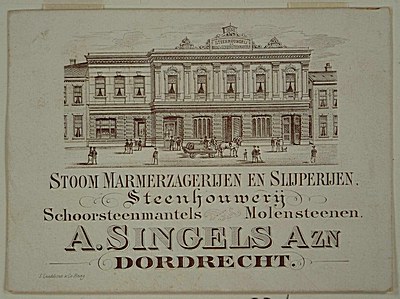 STOOM MARMERZAGERIJEN EN SLIJPERIJEN.
Steenhouwerij
Schoorsteenmantels Molensteenen.
A. SINGELS AZN
DORDRECHT.